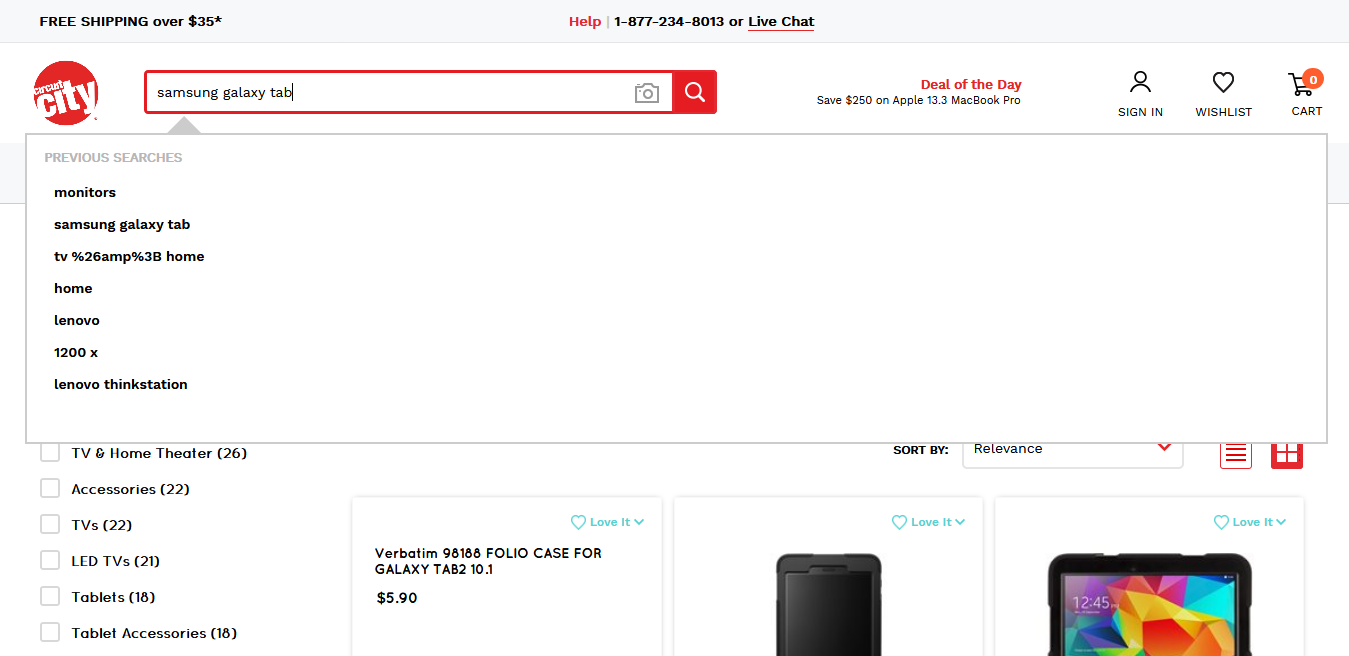 FREE SHIPPING over $35*
Help | 1-877-234-8013 or Live Chat
circuit
city
samsung galaxy tab
Deal of the Day
Save $250 on Apple 13.3 MacBook Pro
SIGN IN
WISHLIST
0
CART
PREVIOUS SEARCHES
monitors
samsung galaxy tab
tv %26amp%3B home
home
lenovo
1200 x
lenovo thinkstation
TV & Home Theater (26)
Accessories (22)
TVs (22)
LED TVs (21)
Tablets (18)
Tablet Accessories (18)
SORT BY:
Relevance
Love It
Verbatim 98188 FOLIO CASE FOR
GALAXY TAB2 10.1
$5.90
Love It
Love It
12:45